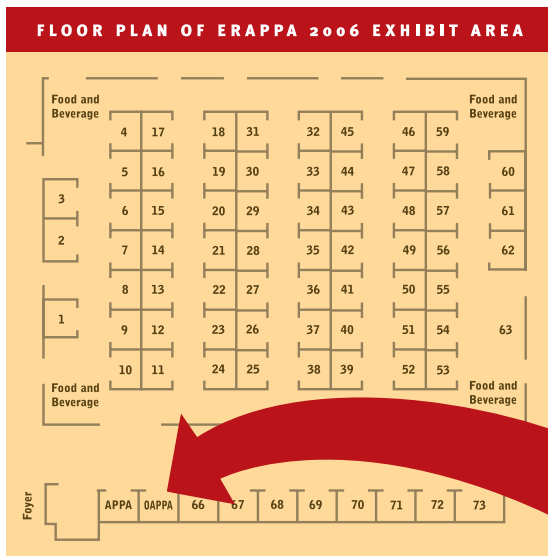 FLOOR PLAN OF ERAPPA 2006 EXHIBIT AREA
Food and
Beverage
Food and
Beverage
4 17 18 31 32 45 46 59
5 16 19 30 33 44 47 58 60
3 6 15 20 29 34 43 48 57 61
2 7 14 21 28 35 42 49 56 62
8 13 22 27 36 41 50 55
1 9 12 23 26 37 40 51 54 63
10 11 24 25 38 39 52 53
Food and
Beverage
Food and
Beverage
Foyer
APPA OAPPA 66 67 68 69 70 71 72 73